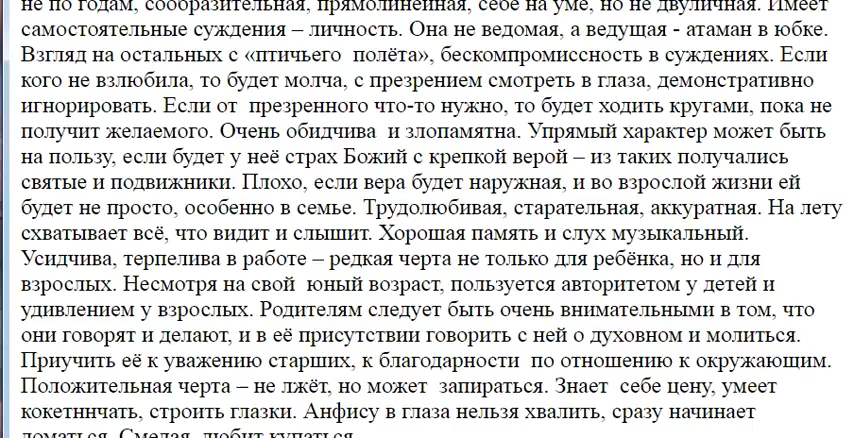 не по годам, сообразительная, прямолинейная, себе на уме, но не двуличная. Имеет
самостоятельные суждения – личность. Она не ведомая, а ведущая - атаман в юбке.
Взгляд на остальных с «птичьего  полёта», бескомпромиссность в суждениях. Если
кого не взлюбила, то будет молча, с презрением смотреть в глаза, демонстративно
игнорировать. Если от  презренного что-то нужно, то будет ходить кругами, пока не
получит желаемого. Очень обидчива  и злопамятна. Упрямый характер может быть
на пользу, если будет у неё страх Божий с крепкой верой – из таких получались
святые и подвижники. Плохо, если вера будет наружная, и во взрослой жизни ей
будет не просто, особенно в семье. Трудолюбивая, старательная, аккуратная. На лету
схватывает всё, что видит и слышит. Хорошая память и слух музыкальный.
Усидчива, терпелива в работе – редкая черта не только для ребёнка, но и для
взрослых. Несмотря на свой  юный возраст, пользуется авторитетом у детей и
удивлением у взрослых. Родителям следует быть очень внимательными в том, что
они говорят и делают, и в её присутствии говорить с ней о духовном и молиться.
Приучить её к уважению старших, к благодарности  по отношению к окружающим.
Положительная черта – не лжёт, но может  запираться. Знает  себе цену, умеет
кокетннчать, строить глазки. Анфису в глаза нельзя хвалить, сразу начинает
ломаться. Смелая, любит купаться.